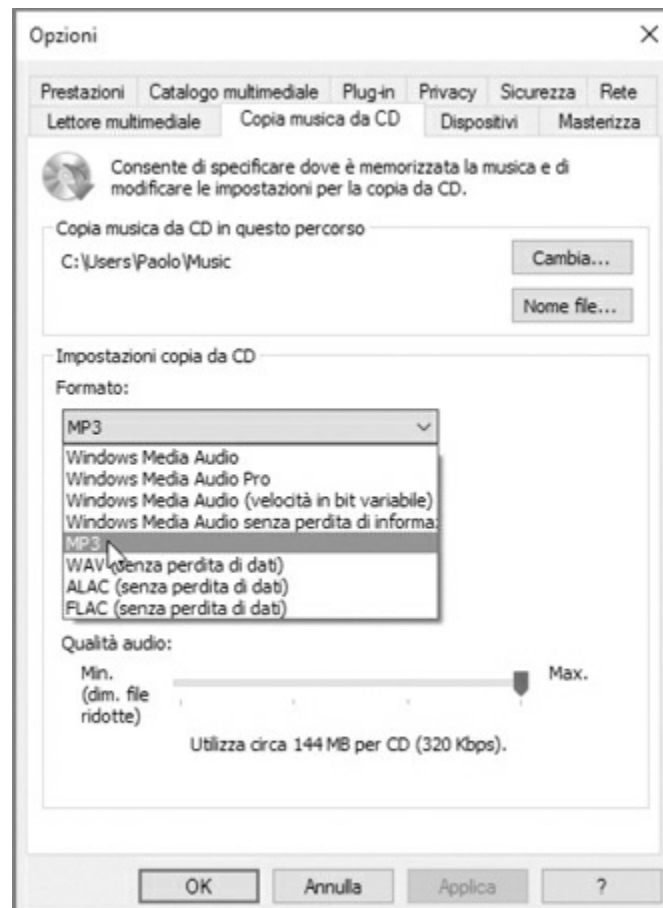 Opzioni
Prestazioni Catalogo multimediale Plug-in Privacy Sicurezza Rete
Lettore multimediale Copia musica da CD Dispositivi Masterizza
Consente di specificare dove è memorizzata la musica e di
modificare le impostazioni per la copia da CD.
Copia musica da CD in questo percorso
C:\Users\Paolo\Music
Cambia...
Nome file...
Impostazioni copia da CD
Formato:
MP3
Windows Media Audio
Windows Media Audio Pro
Windows Media Audio (velocità in bit variabile)
Windows Media Audio senza perdita di informa
MP3
WAV (senza perdita di dati)
ALAC (senza perdita di dati)
FLAC (senza perdita di dati)
Qualità audio:
Min.
(dim. file
ridotte)
Max.
Utilizza circa 144 MB per CD (320 Kbps).
OK Annulla Applica ?